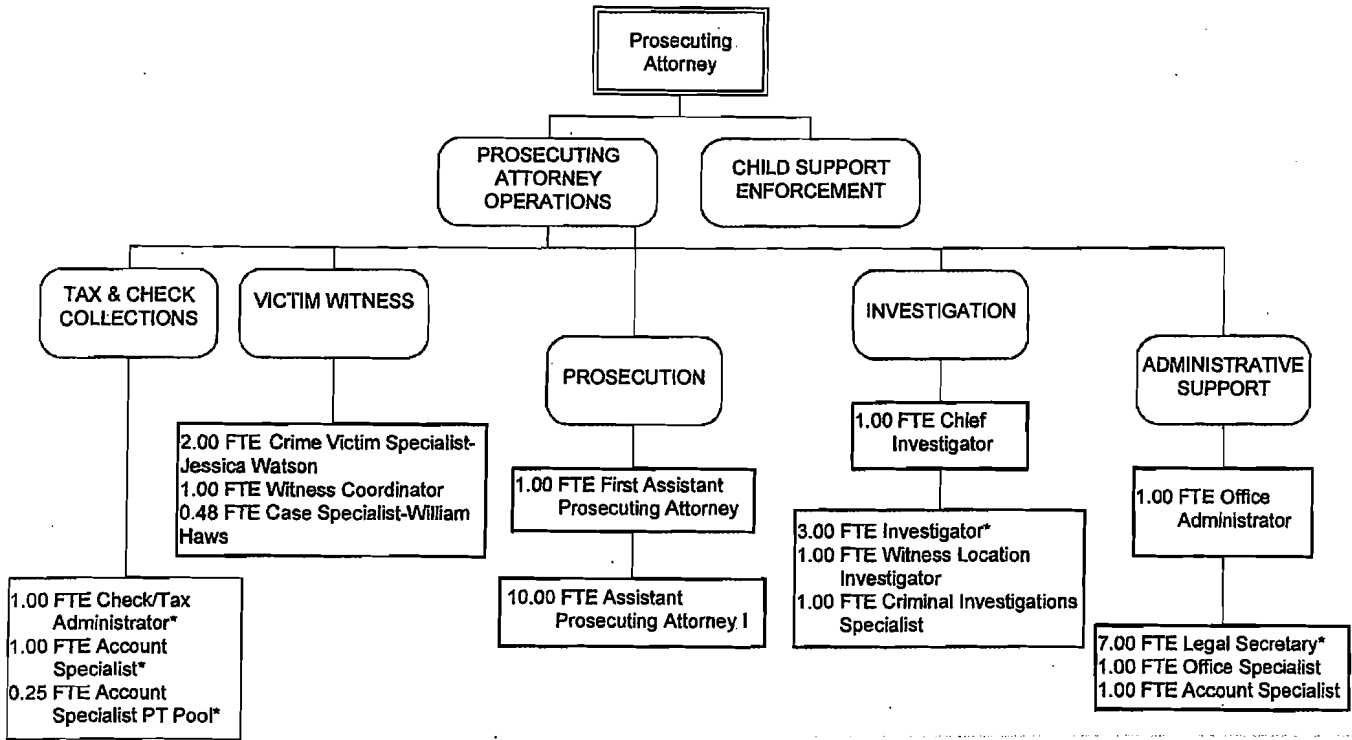 Prosecuting
Attorney
PROSECUTING
ATTORNEY
OPERATIONS
CHILD SUPPORT
ENFORCEMENT
TAX & CHECK
COLLECTIONS
VICTIM WITNESS
PROSECUTION
INVESTIGATION
ADMINISTRATIVE
SUPPORT
1.00 FTE Check/Tax
Administrator*
1.00 FTE Account
Specialist*
0.25 FTE Account
Specialist PT Pool*
2.00 FTE Crime Victim Specialist-
Jessica Watson
1.00 FTE Witness Coordinator
0.48 FTE Case Specialist-William
Haws
1.00 FTE First Assistant
Prosecuting Attorney
10.00 FTE Assistant
Prosecuting Attorney I
1.00 FTE Chief
Investigator
3.00 FTE Investigator*
1.00 FTE Witness Location
Investigator
1.00 FTE Criminal Investigations
Specialist
1.00 FTE Office
Administrator
7.00 FTE Legal Secretary*
1.00 FTE Office Specialist
1.00 FTE Account Specialist